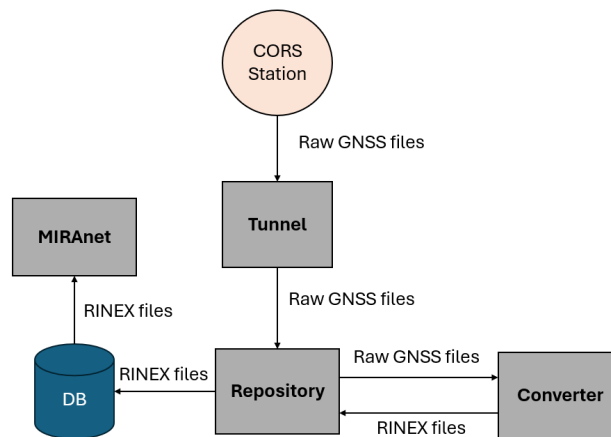 CORS
Station
Raw GNSS files
Tunnel
MIRAnet
Raw GNSS files
RINEX files
Raw GNSS files
RINEX files
Repository
Converter
DB
RINEX files